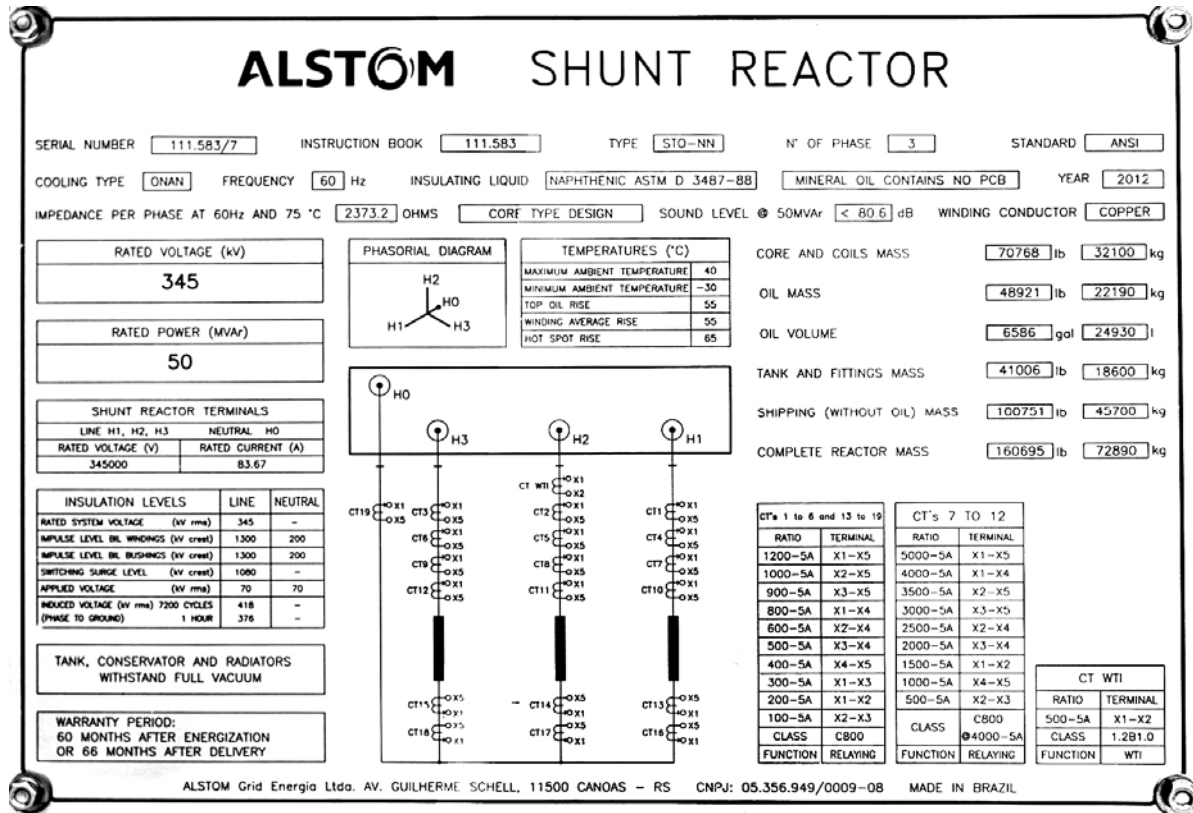 ALSTOM SHUNT REACTOR
SERIAL NUMBER 111.583/7 INSTRUCTION BOOK 111.583 TYPE STO-NN N° OF PHASE 3 STANDARD ANSI
COOLING TYPE ONAN FREQUENCY 60 Hz INSULATING LIQUID NAPHTHENIC ASTM D 3487-88 MINERAL OIL CONTAINS NO PCB YEAR 2012
IMPEDANCE PER PHASE AT 60Hz AND 75 °C 2373.2 OHMS CORE TYPE DESIGN SOUND LEVEL @ 50MVAr < 80.6 dB WINDING CONDUCTOR COPPER
RATED VOLTAGE (kV)
345
RATED POWER (MVAr)
50
SHUNT REACTOR TERMINALS
LINE H1, H2, H3 NEUTRAL H0
RATED VOLTAGE (V) RATED CURRENT (A)
345000 83.67
INSULATION LEVELS LINE NEUTRAL
RATED SYSTEM VOLTAGE (kV rms) 345 -
IMPULSE LEVEL BIL WINDINGS (kV crest) 1300 200
IMPULSE LEVEL BIL BUSHINGS (kV crest) 1300 200
SWITCHING SURGE LEVEL (kV crest) 1080 -
APPLIED VOLTAGE (kV rms) 70 70
INDUCED VOLTAGE (kV rms) 7200 CYCLES 418 -
(PHASE TO GROUND) 1 HOUR 376 -
TANK, CONSERVATOR AND RADIATORS
WITHSTAND FULL VACUUM
WARRANTY PERIOD:
60 MONTHS AFTER ENERGIZATION
OR 66 MONTHS AFTER DELIVERY
PHASORIAL DIAGRAM
H2
H0
H1 H3
TEMPERATURES (°C)
MAXIMUM AMBIENT TEMPERATURE 40
MINIMUM AMBIENT TEMPERATURE -30
TOP OIL RISE 55
WINDING AVERAGE RISE 55
HOT SPOT RISE 65
H0
H3 H2 H1
CT WTI X1
X2
CT19 X1 CT3 X1 CT2 X1 CT1 X1
X5 X5 X5 X5
CT6 X1 CT5 X1 CT4 X1
X5 X5 X5
CT9 X1 CT8 X1 CT7 X1
X5 X5 X5
CT12 X1 CT11 X1 CT10 X1
X5 X5 X5
CT15 X5 CT14 X5 CT13 X5
X1 X1 X1
CT18 X5 CT17 X5 CT16 X5
X1 X1 X1
CORE AND COILS MASS 70768 lb 32100 kg
OIL MASS 48921 lb 22190 kg
OIL VOLUME 6586 gal 24930 l
TANK AND FITTINGS MASS 41006 lb 18600 kg
SHIPPING (WITHOUT OIL) MASS 100751 lb 45700 kg
COMPLETE REACTOR MASS 160695 lb 72890 kg
CT's 1 to 6 and 13 to 19
RATIO TERMINAL
1200-5A X1-X5
1000-5A X2-X5
900-5A X3-X5
800-5A X1-X4
600-5A X2-X4
500-5A X3-X4
400-5A X4-X5
300-5A X1-X3
200-5A X1-X2
100-5A X2-X3
CLASS C800
FUNCTION RELAYING
CT's 7 TO 12
RATIO TERMINAL
5000-5A X1-X5
4000-5A X1-X4
3500-5A X2-X5
3000-5A X3-X5
2500-5A X2-X4
2000-5A X3-X4
1500-5A X1-X2
1000-5A X4-X5
500-5A X2-X3
CLASS C800
@4000-5A
FUNCTION RELAYING
CT WTI
RATIO TERMINAL
500-5A X1-X2
CLASS 1.2B1.0
FUNCTION WTI
ALSTOM Grid Energia Ltda. AV. GUILHERME SCHELL, 11500 CANOAS - RS CNPJ: 05.356.949/0009-08 MADE IN BRAZIL